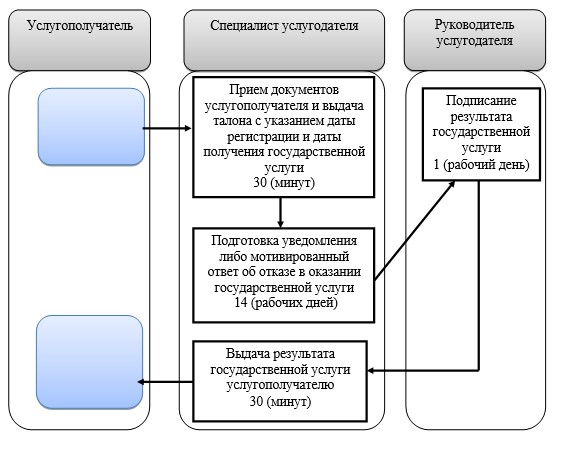 Услугополучатель
Специалист услугодателя
Руководитель
услугодателя
Прием документов
услугополучателя и выдача
талона с указанием даты
регистрации и даты
получения государственной
услуги
30 (минут)
Подготовка уведомления
либо мотивированный
ответ об отказе в оказании
государственной услуги
14 (рабочих дней)
Подписание
результата
государственной
услуги
1 (рабочий день)
Выдача результата
государственной услуги
услугополучателю
30 (минут)